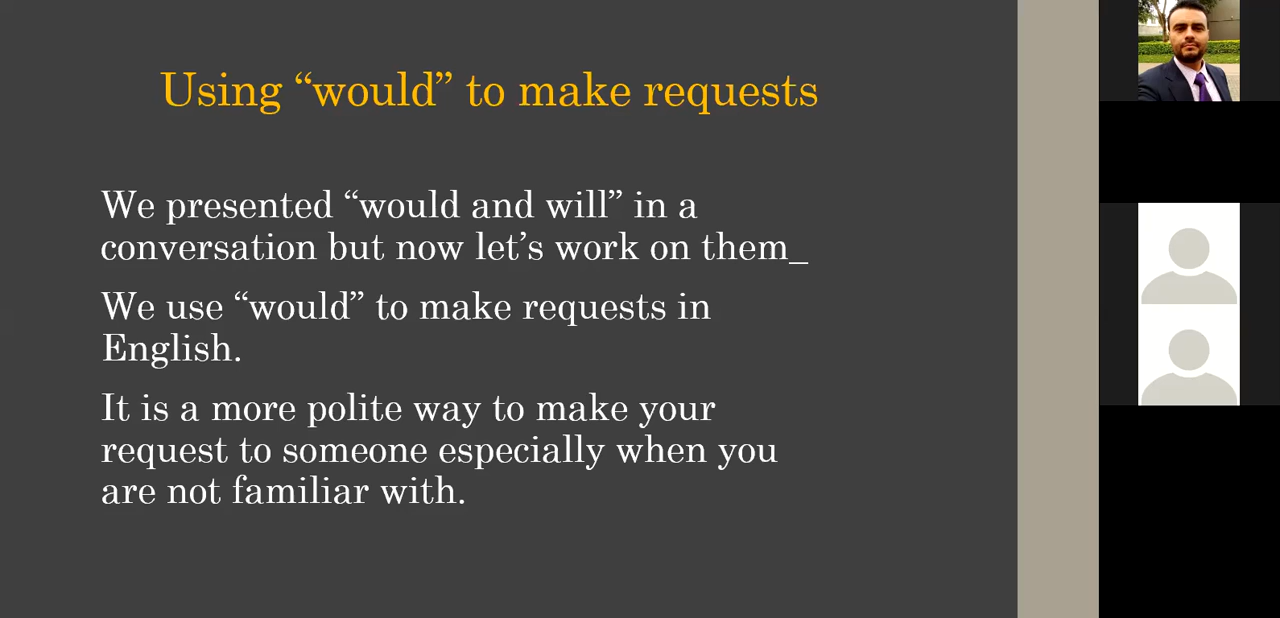 Using “would” to make requests
We presented “would and will” in a
conversation but now let’s work on them_
We use “would” to make requests in
English.
It is a more polite way to make your
request to someone especially when you
are not familiar with.